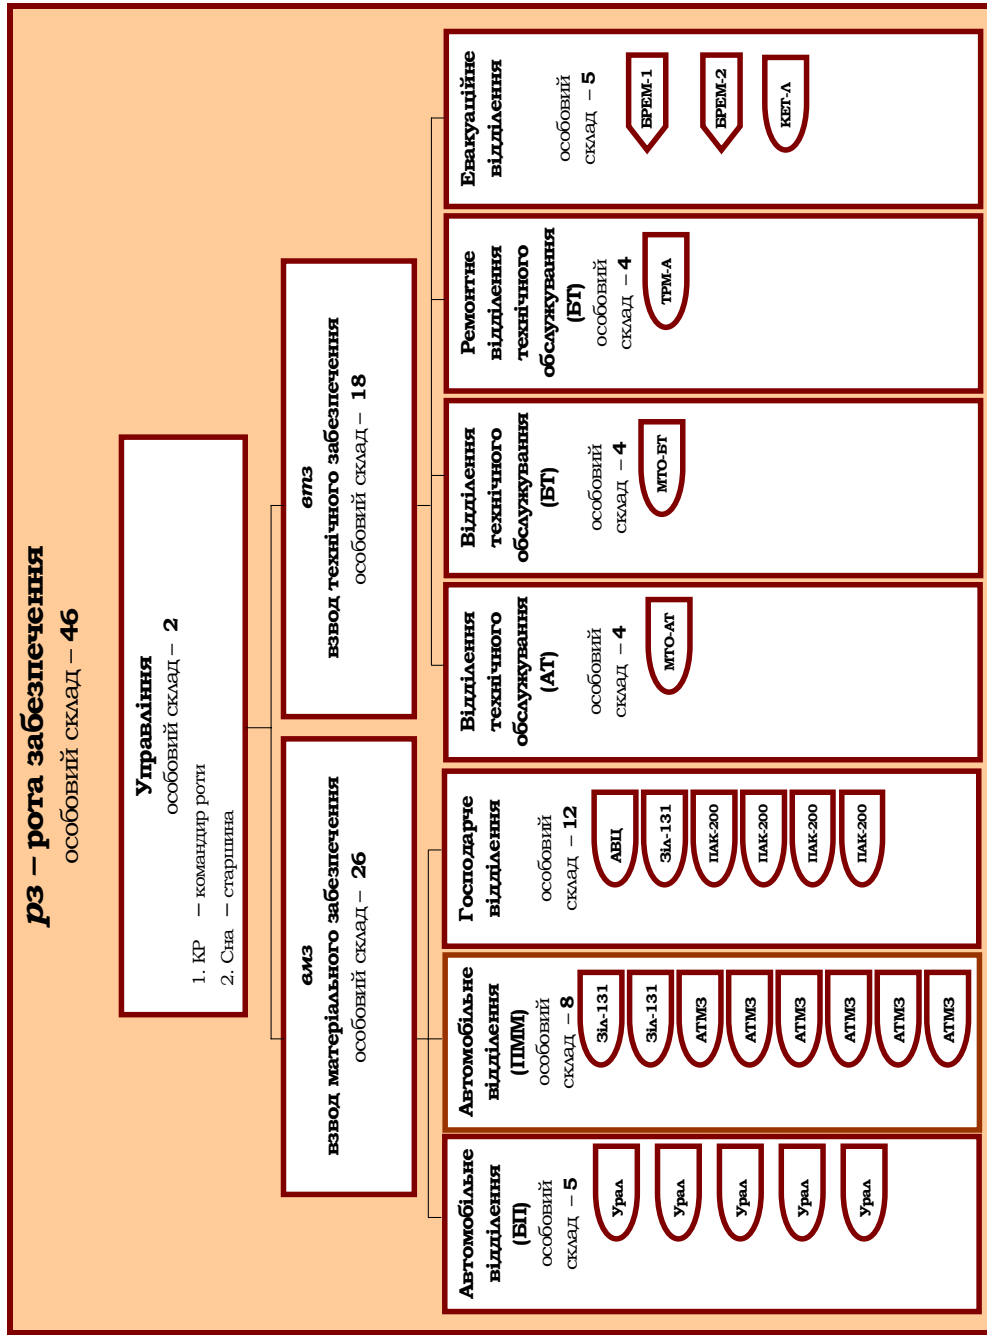 рз – рота забезпечення
особовий склад – 46
Управління
особовий склад – 2
1. КР – командир роти
2. Сна – старшина
вмз
взвод матеріального забезпечення
особовий склад – 26
втз
взвод технічного забезпечення
особовий склад – 18
Автомобільне
відділення
(БП)
особовий
склад – 5
Урал
Урал
Урал
Урал
Урал
Автомобільне
відділення
(ПММ)
особовий
склад – 8
Зіл-131
Зіл-131
АТМЗ
АТМЗ
АТМЗ
АТМЗ
АТМЗ
АТМЗ
Господарче
відділення
особовий
склад – 12
АВЦ
Зіл-131
ПАК-200
ПАК-200
ПАК-200
ПАК-200
Відділення
технічного
обслужування
(АТ)
особовий
склад – 4
МТО-АТ
Відділення
технічного
обслужування
(БТ)
особовий
склад – 4
МТО-БТ
Ремонтне
відділення
технічного
обслужування
(БТ)
особовий
склад – 4
ТРМ-А
Евакуаційне
відділення
особовий
склад – 5
БРЕМ-1
БРЕМ-2
КЕТ-Л